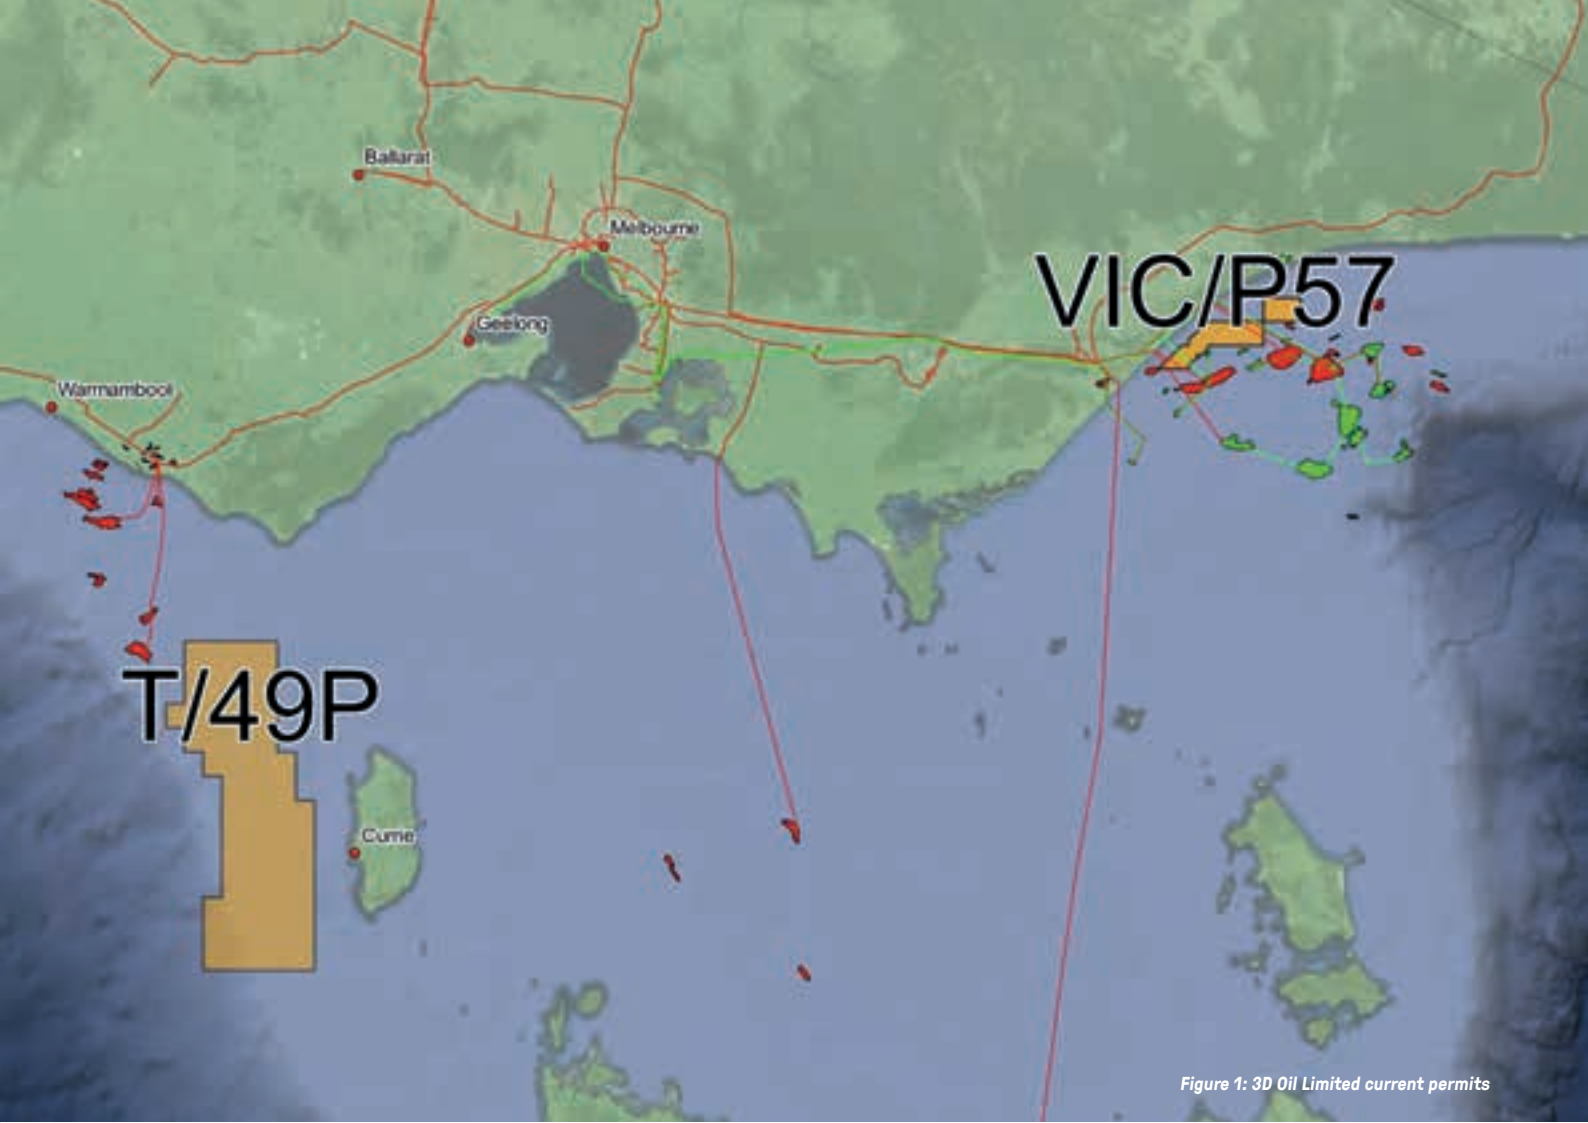 Ballarat
Melbourne
VIC/P57
Geelong
Warrnambool
T/49P
Currie
Figure 1: 3D Oil Limited current permits